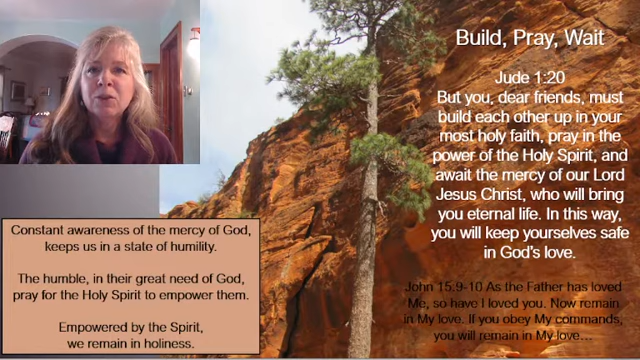 Build, Pray, Wait
Jude 1:20
But you, dear friends, must
build each other up in your
most holy faith, pray in the
power of the Holy Spirit, and
await the mercy of our Lord
Jesus Christ, who will bring
you eternal life. In this way,
you will keep yourselves safe
in God's love.
John 15:9-10 As the Father has loved
Me, so have I loved you. Now remain
in My love. If you obey My commands,
you will remain in My love…
Constant awareness of the mercy of God,
keeps us in a state of humility.
The humble, in their great need of God,
pray for the Holy Spirit to empower them.
Empowered by the Spirit,
we remain in holiness.